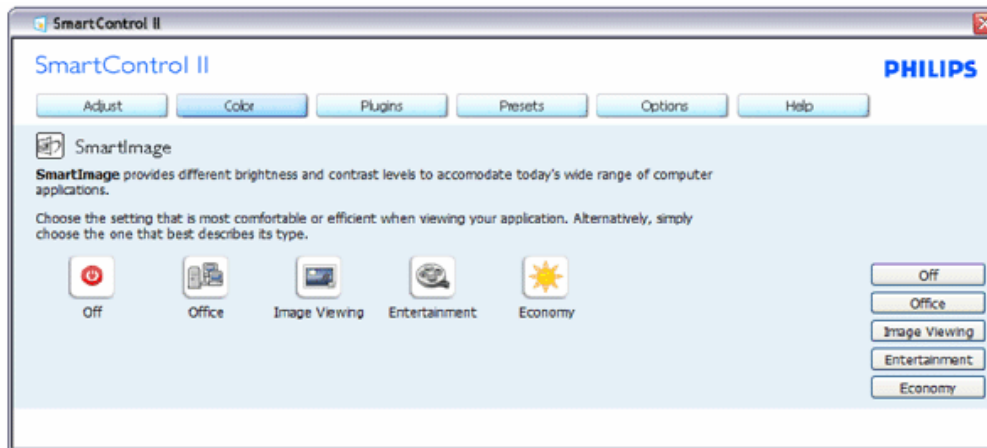 SmartControl II
SmartControl II
PHILIPS
Adjust Color Plugins Presets Options Help
SmartImage
SmartImage provides different brightness and contrast levels to accomodate today's wide range of computer
applications.
Choose the setting that is most comfortable or efficient when viewing your application. Alternatively, simply
choose the one that best describes its type.
Off Office Image Viewing Entertainment Economy
Off
Office
Image Viewing
Entertainment
Economy